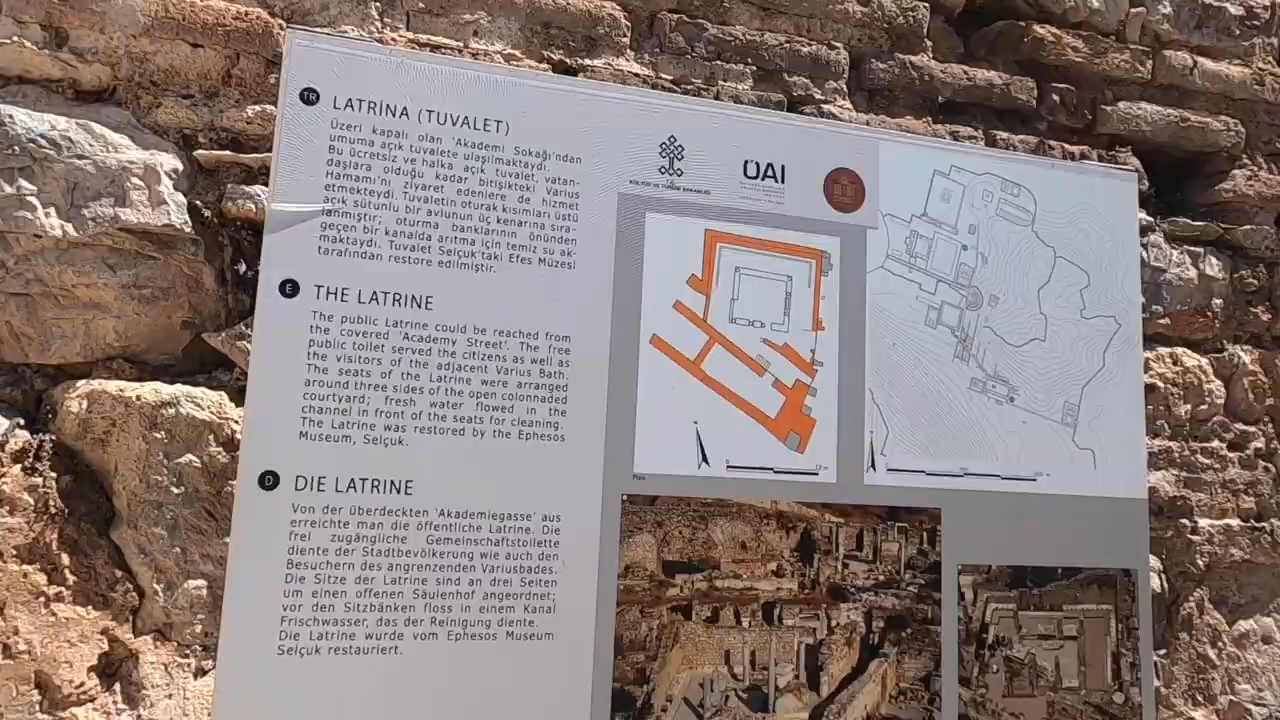 TR
LATRİNA (TUVALET)
Üzeri kapalı olan 'Akademi Sokağı'ndan
umuma açık tuvalete ulaşılmaktaydı.
Bu ücretsiz ve halka açık tuvalet, vatan-
daşlara olduğu kadar bitişikteki Varius
Hamamı'nı ziyaret edenlere de hizmet
etmekteydi. Tuvaletin oturak kısımları üstü
açık sütunlu bir avlunun üç kenarına sıra-
lanmıştır; oturma banklarının önünden
geçen bir kanalda arıtma için temiz su ak-
maktaydı. Tuvalet Selçuk'taki Efes Müzesi
tarafından restore edilmiştir.
E
THE LATRINE
The public Latrine could be reached from
the covered 'Academy Street'. The free
public toilet served the citizens as well as
the visitors of the adjacent Varius Bath.
The seats of the Latrine were arranged
around three sides of the open colonnaded
courtyard; fresh water flowed in the
channel in front of the seats for cleaning.
The Latrine was restored by the Ephesos
Museum, Selçuk.
D
DIE LATRINE
Von der überdeckten 'Akademiegasse' aus
erreichte man die öffentliche Latrine. Die
frei zugängliche Gemeinschaftstoilette
diente der Stadtbevölkerung wie auch den
Besuchern des angrenzenden Variusbades.
Die Sitze der Latrine sind an drei Seiten
um einen offenen Säulenhof angeordnet;
vor den Sitzbänken floss in einem Kanal
Frischwasser, das der Reinigung diente.
Die Latrine wurde vom Ephesos Museum
Selçuk restauriert.
KÜLTÜR VE TURİZM BAKANLIĞI
ÖAI
Plan